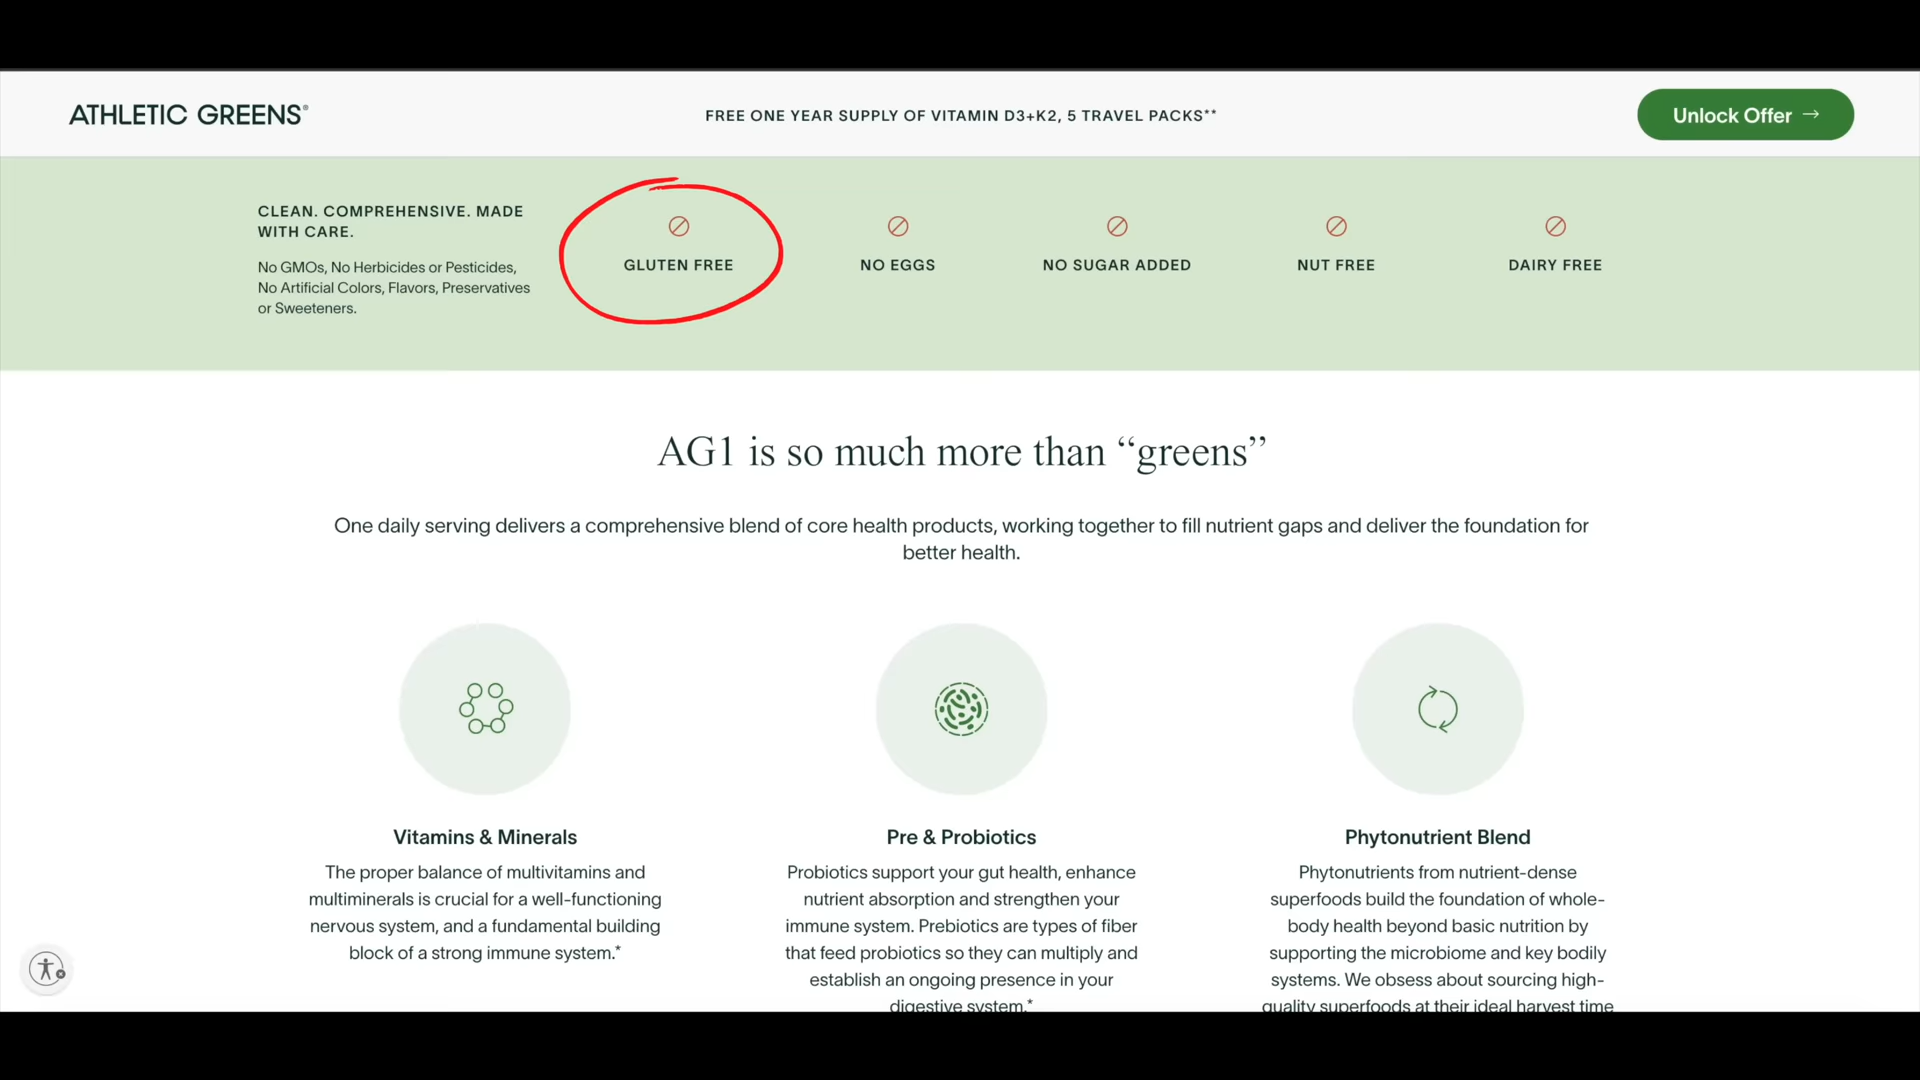 ATHLETIC GREENS®
FREE ONE YEAR SUPPLY OF VITAMIN D3+K2, 5 TRAVEL PACKS**
Unlock Offer →
CLEAN. COMPREHENSIVE. MADE
WITH CARE.
No GMOs, No Herbicides or Pesticides,
No Artificial Colors, Flavors, Preservatives
or Sweeteners.
GLUTEN FREE
NO EGGS
NO SUGAR ADDED
NUT FREE
DAIRY FREE
AG1 is so much more than “greens”
One daily serving delivers a comprehensive blend of core health products, working together to fill nutrient gaps and deliver the foundation for
better health.
Vitamins & Minerals
The proper balance of multivitamins and
multiminerals is crucial for a well-functioning
nervous system, and a fundamental building
block of a strong immune system.*
Pre & Probiotics
Probiotics support your gut health, enhance
nutrient absorption and strengthen your
immune system. Prebiotics are types of fiber
that feed probiotics so they can multiply and
establish an ongoing presence in your
digestive system.*
Phytonutrient Blend
Phytonutrients from nutrient-dense
superfoods build the foundation of whole-
body health beyond basic nutrition by
supporting the microbiome and key bodily
systems. We obsess about sourcing high-
quality superfoods at their ideal harvest time